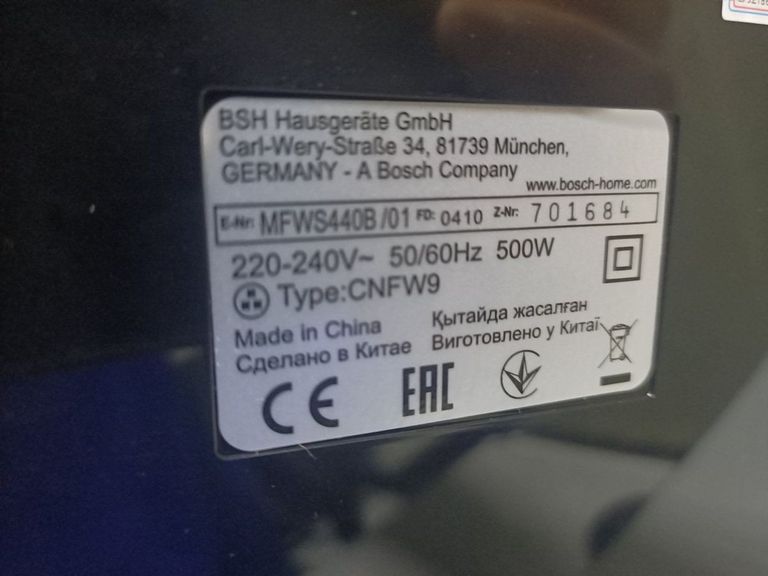 BSH Hausgeräte GmbH
Carl-Wery-Straße 34, 81739 München,
GERMANY - A Bosch Company
www.bosch-home.com
E-Nr: MFWS440B /01 FD: 0410 Z-Nr: 701684
220-240V~ 50/60Hz 500W
Type:CNFW9
Made in China
Сделано в Китае
Қытайда жасалған
Виготовлено у Китаї
CE
EAC